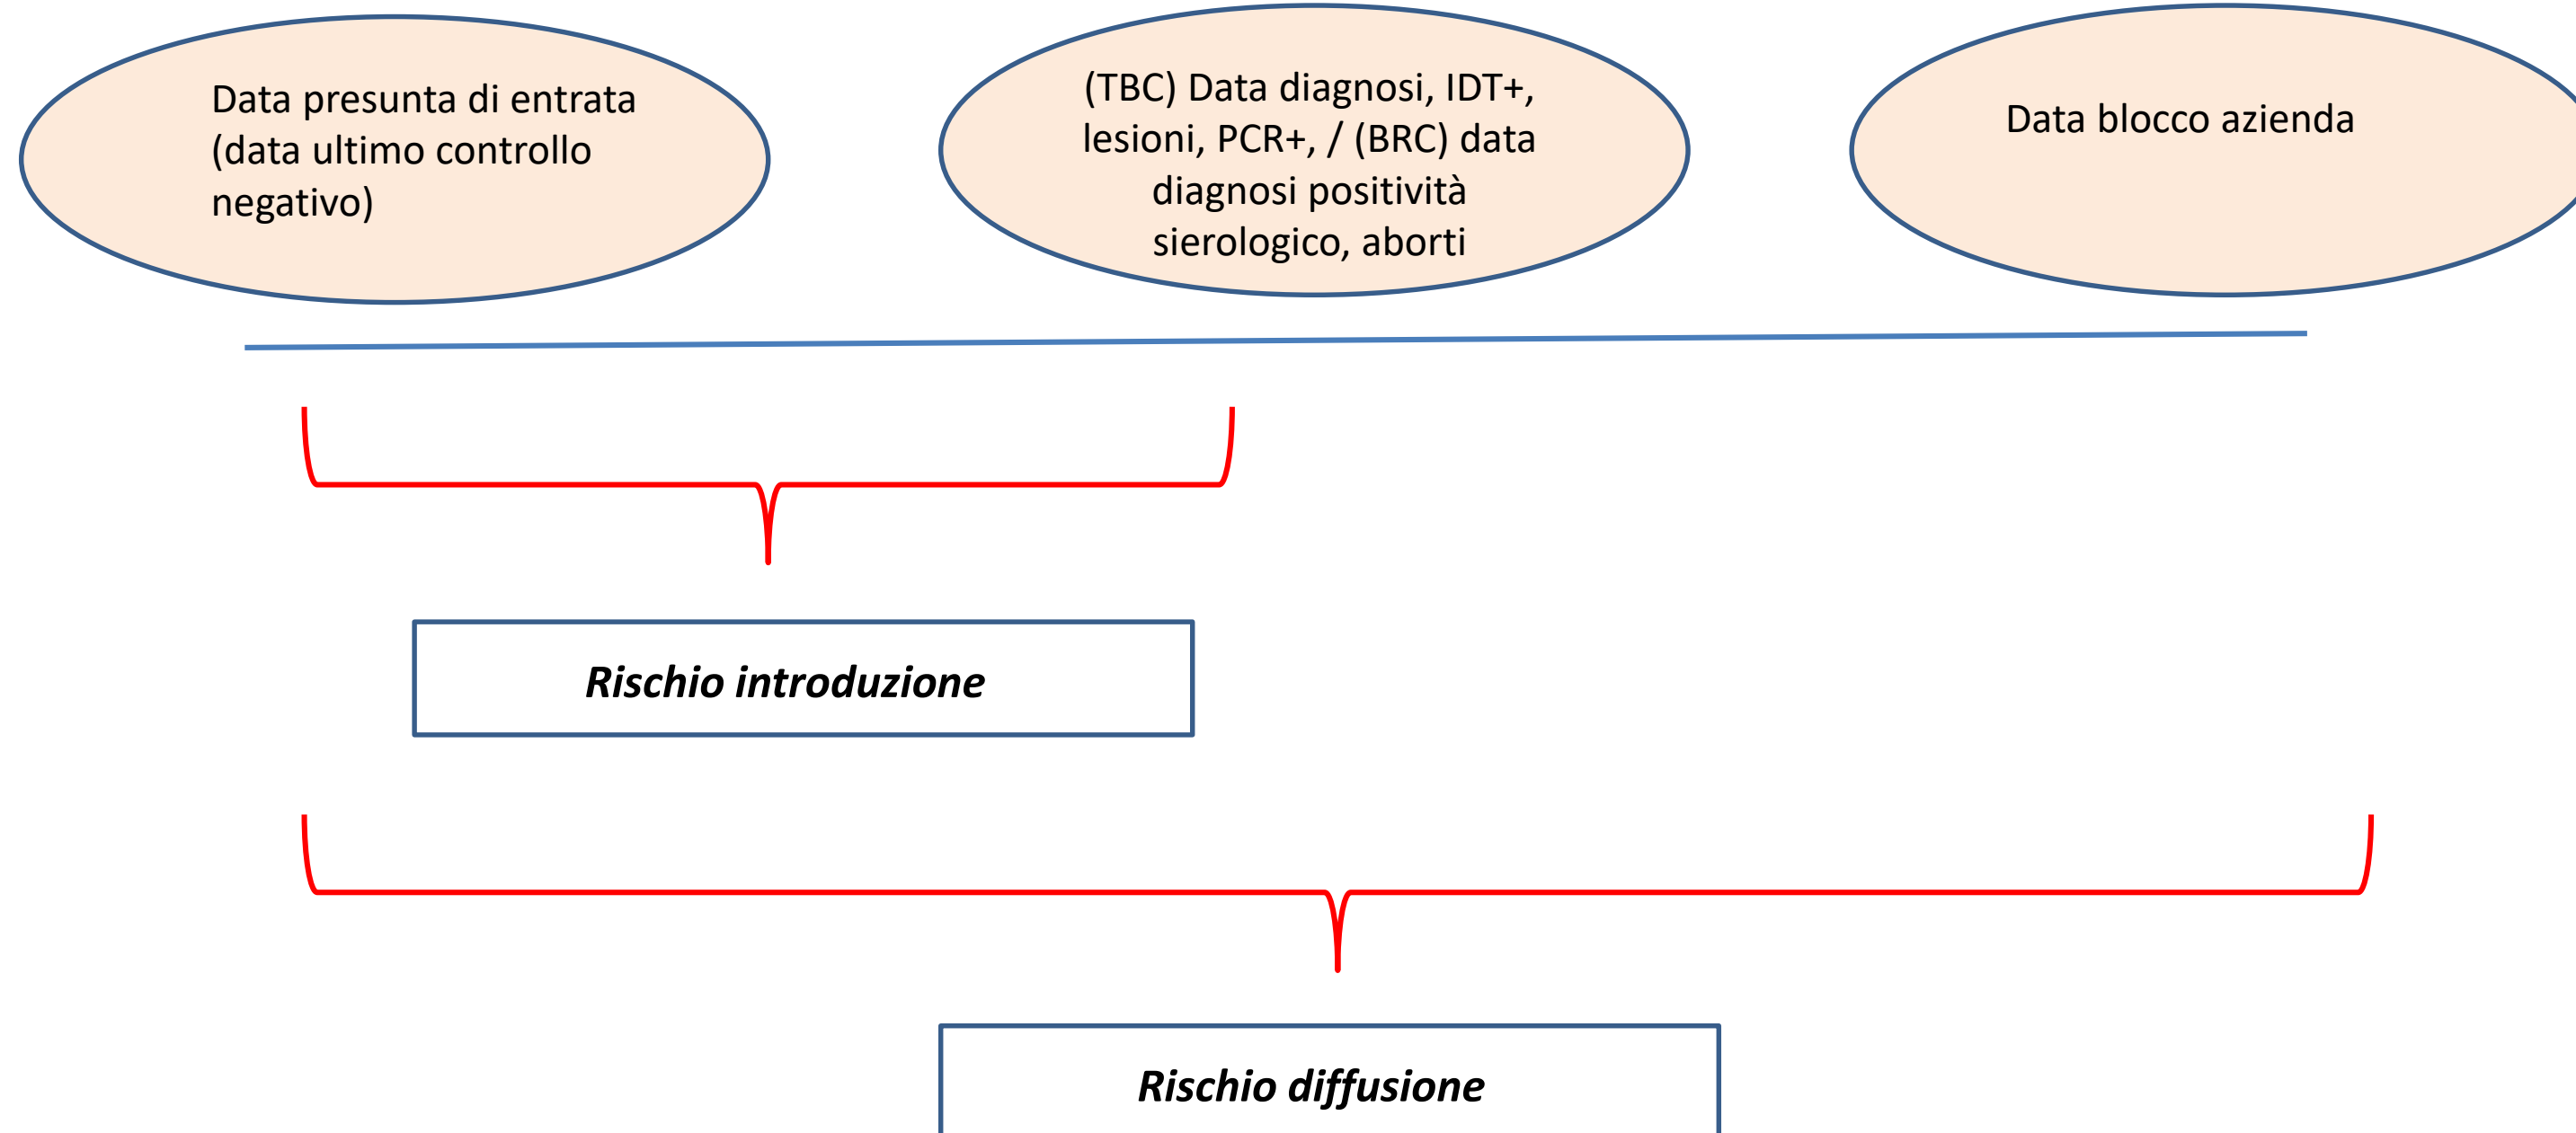 Data presunta di entrata
(data ultimo controllo
negativo)
(TBC) Data diagnosi, IDT+,
lesioni, PCR+, / (BRC) data
diagnosi positività
sierologico, aborti
Data blocco azienda
Rischio introduzione
Rischio diffusione